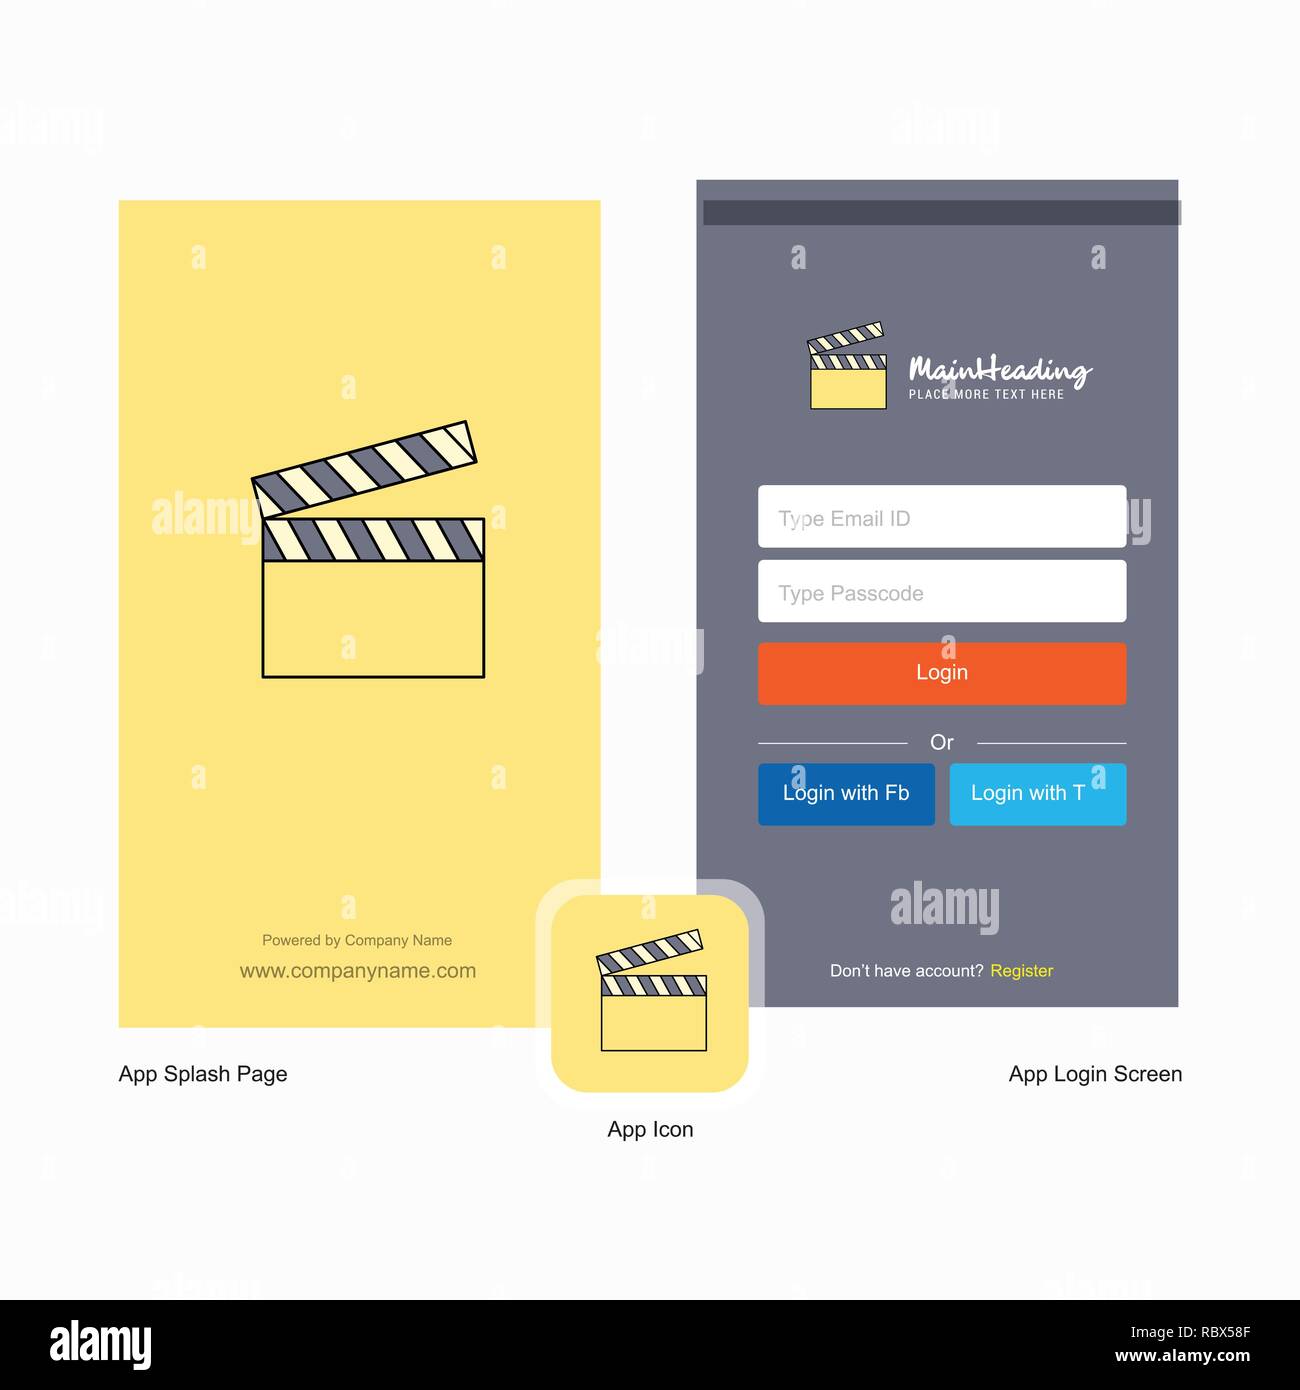 MainHeading
PLACE MORE TEXT HERE
Type Email ID
Type Passcode
Login
Or
Login with Fb
Login with T
Powered by Company Name
www.companyname.com
Don't have account? Register
App Splash Page
App Login Screen
App Icon
alamy
Image ID: RBX58F
www.alamy.com